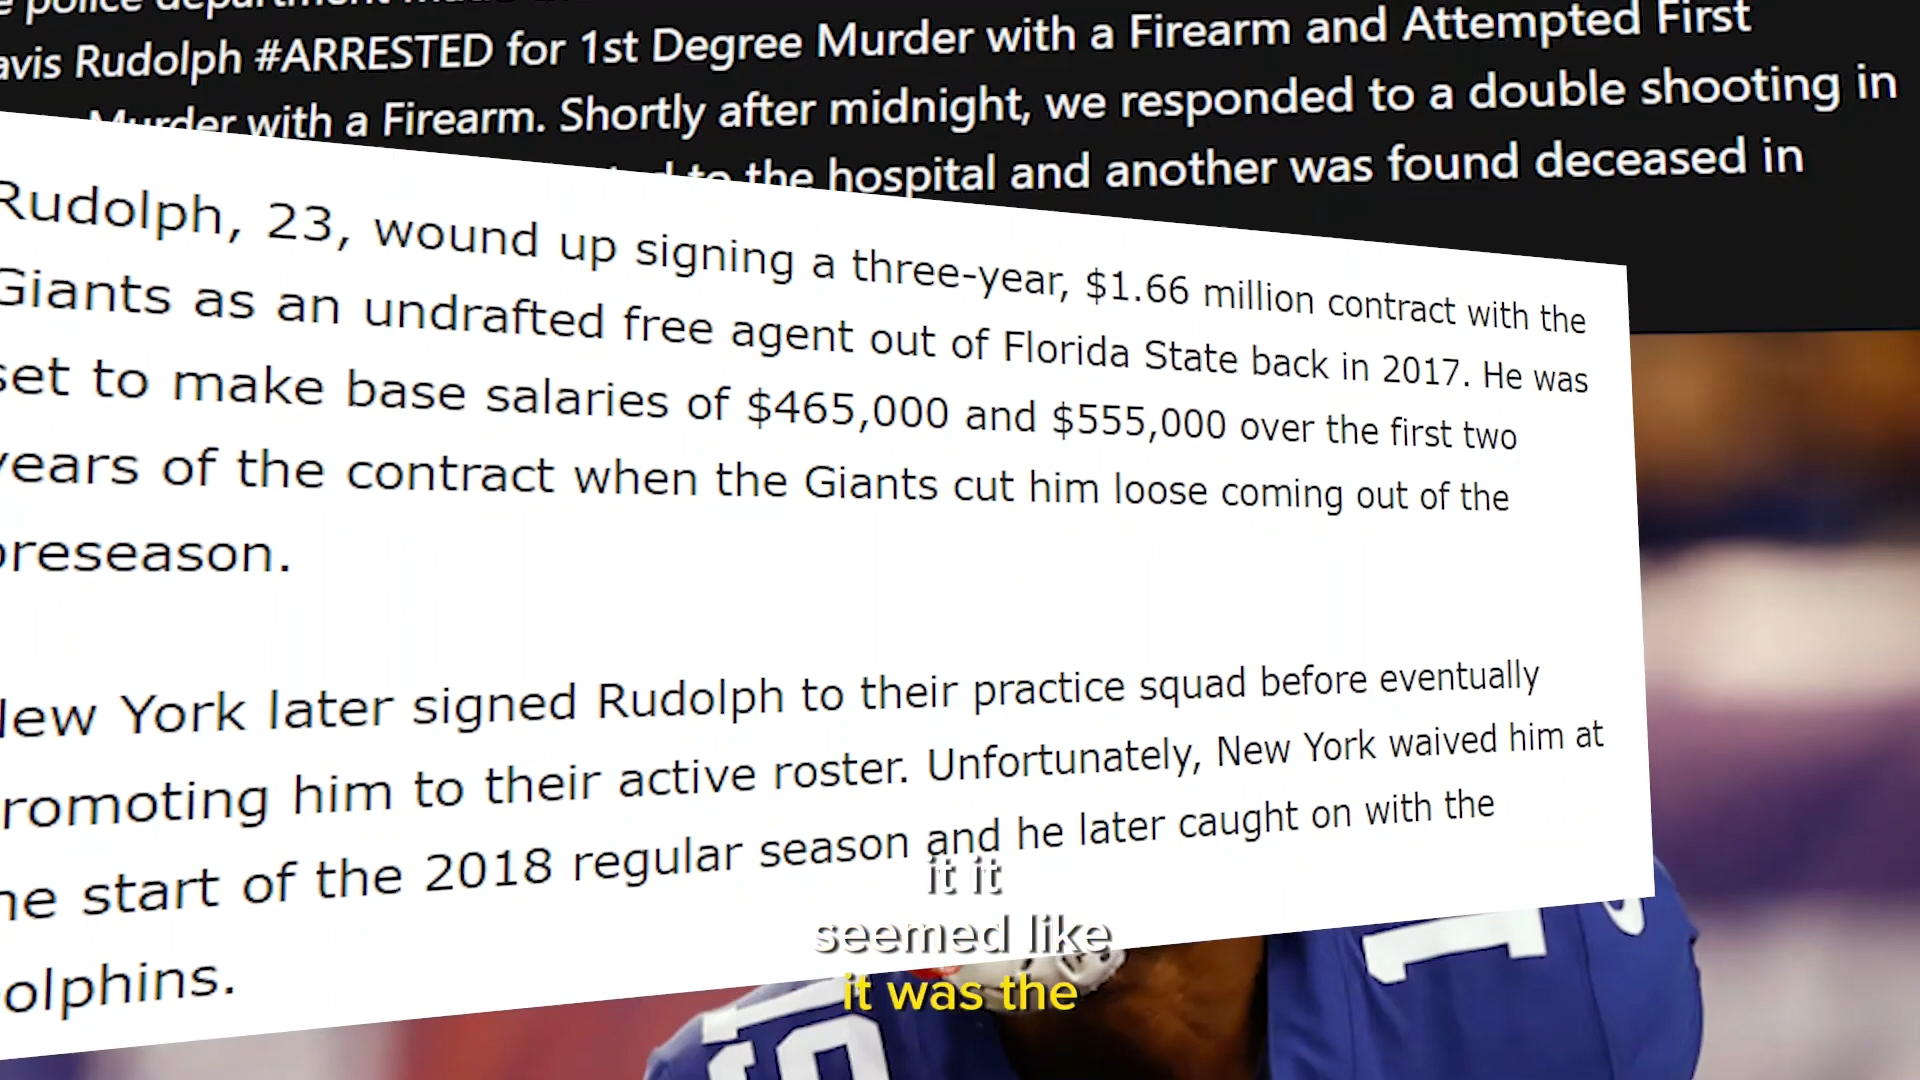 police department
avis Rudolph #ARRESTED for 1st Degree Murder with a Firearm and Attempted First
Murder with a Firearm. Shortly after midnight, we responded to a double shooting in
to the hospital and another was found deceased in
Rudolph, 23, wound up signing a three-year, $1.66 million contract with the
Giants as an undrafted free agent out of Florida State back in 2017. He was
set to make base salaries of $465,000 and $555,000 over the first two
years of the contract when the Giants cut him loose coming out of the
preseason.
New York later signed Rudolph to their practice squad before eventually
romoting him to their active roster. Unfortunately, New York waived him at
he start of the 2018 regular season and he later caught on with the
olphins.
it it
seemed like
it was the